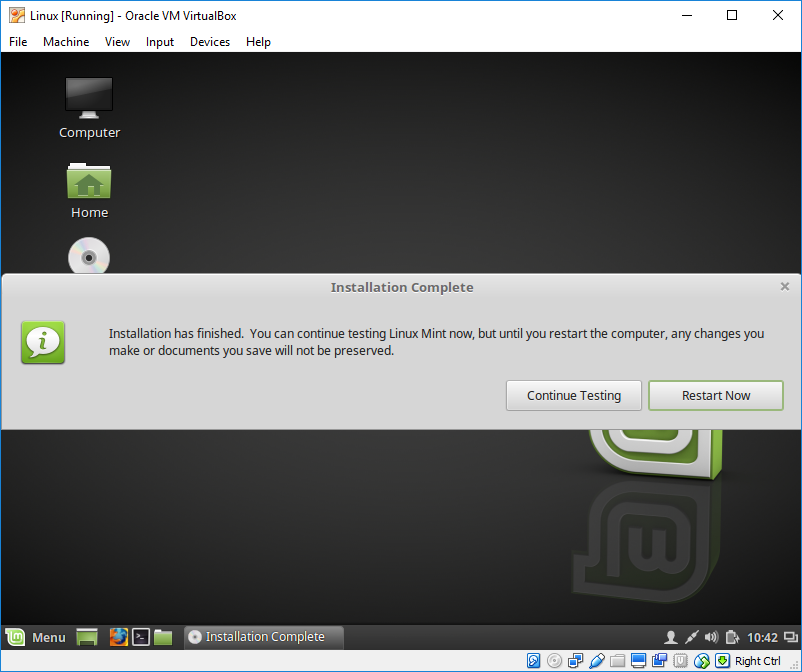 Linux [Running] - Oracle VM VirtualBox
File Machine View Input Devices Help
Computer
Home
Installation Complete
Installation has finished. You can continue testing Linux Mint now, but until you restart the computer, any changes you
make or documents you save will not be preserved.
Continue Testing Restart Now
Menu Installation Complete 10:42
Right Ctrl